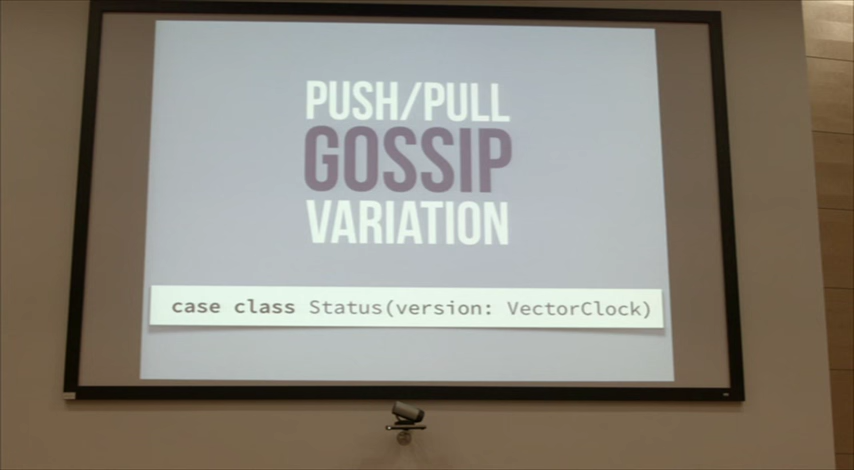 PUSH/PULL
GOSSIP
VARIATION
case class Status(version: VectorClock)